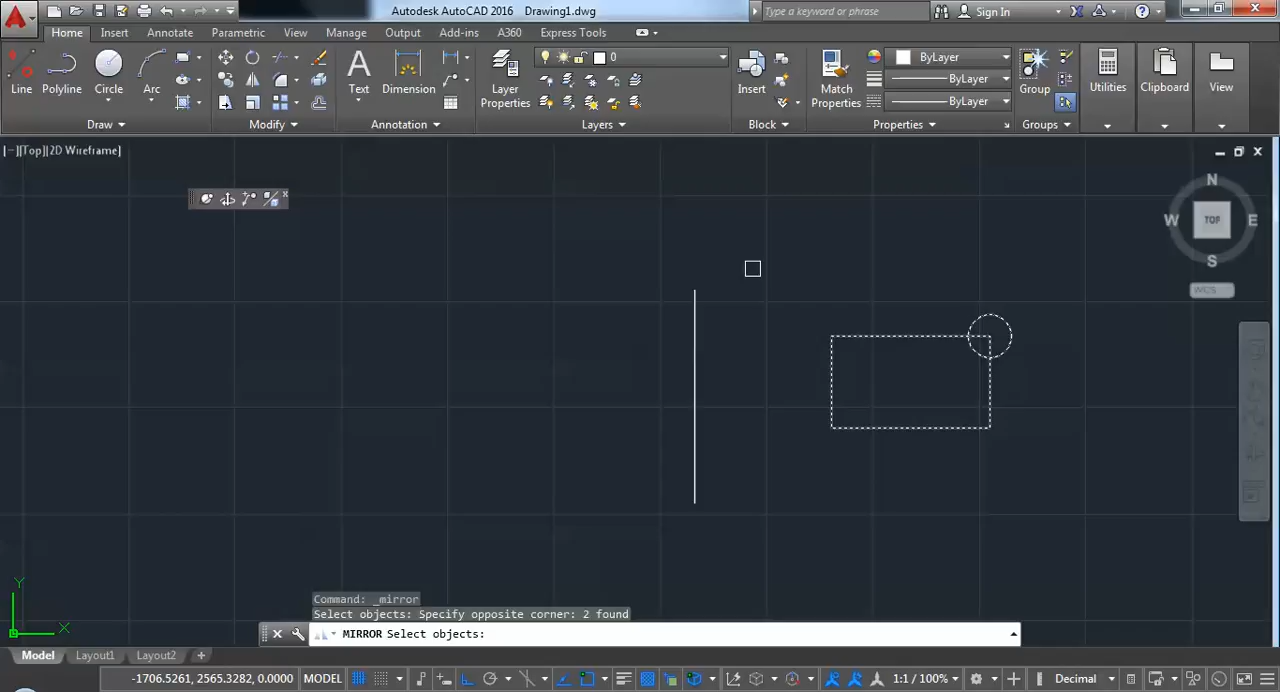 Autodesk AutoCAD 2016 Drawing1.dwg
Type a keyword or phrase
Sign In
Home Insert Annotate Parametric View Manage Output Add-ins A360 Express Tools
0
ByLayer
ByLayer
ByLayer
Line Polyline Circle Arc
Text Dimension
Layer
Properties
Insert
Match
Properties
Group
Utilities
Clipboard
View
Draw Modify Annotation Layers Block Properties Groups
[−][Top][2D Wireframe]
N
W TOP E
S
WCS
Y
X
Command: _mirror
Select objects: Specify opposite corner: 2 found
MIRROR Select objects:
Model Layout1 Layout2 +
-1706.5261, 2565.3282, 0.0000 MODEL 1:1 / 100% Decimal